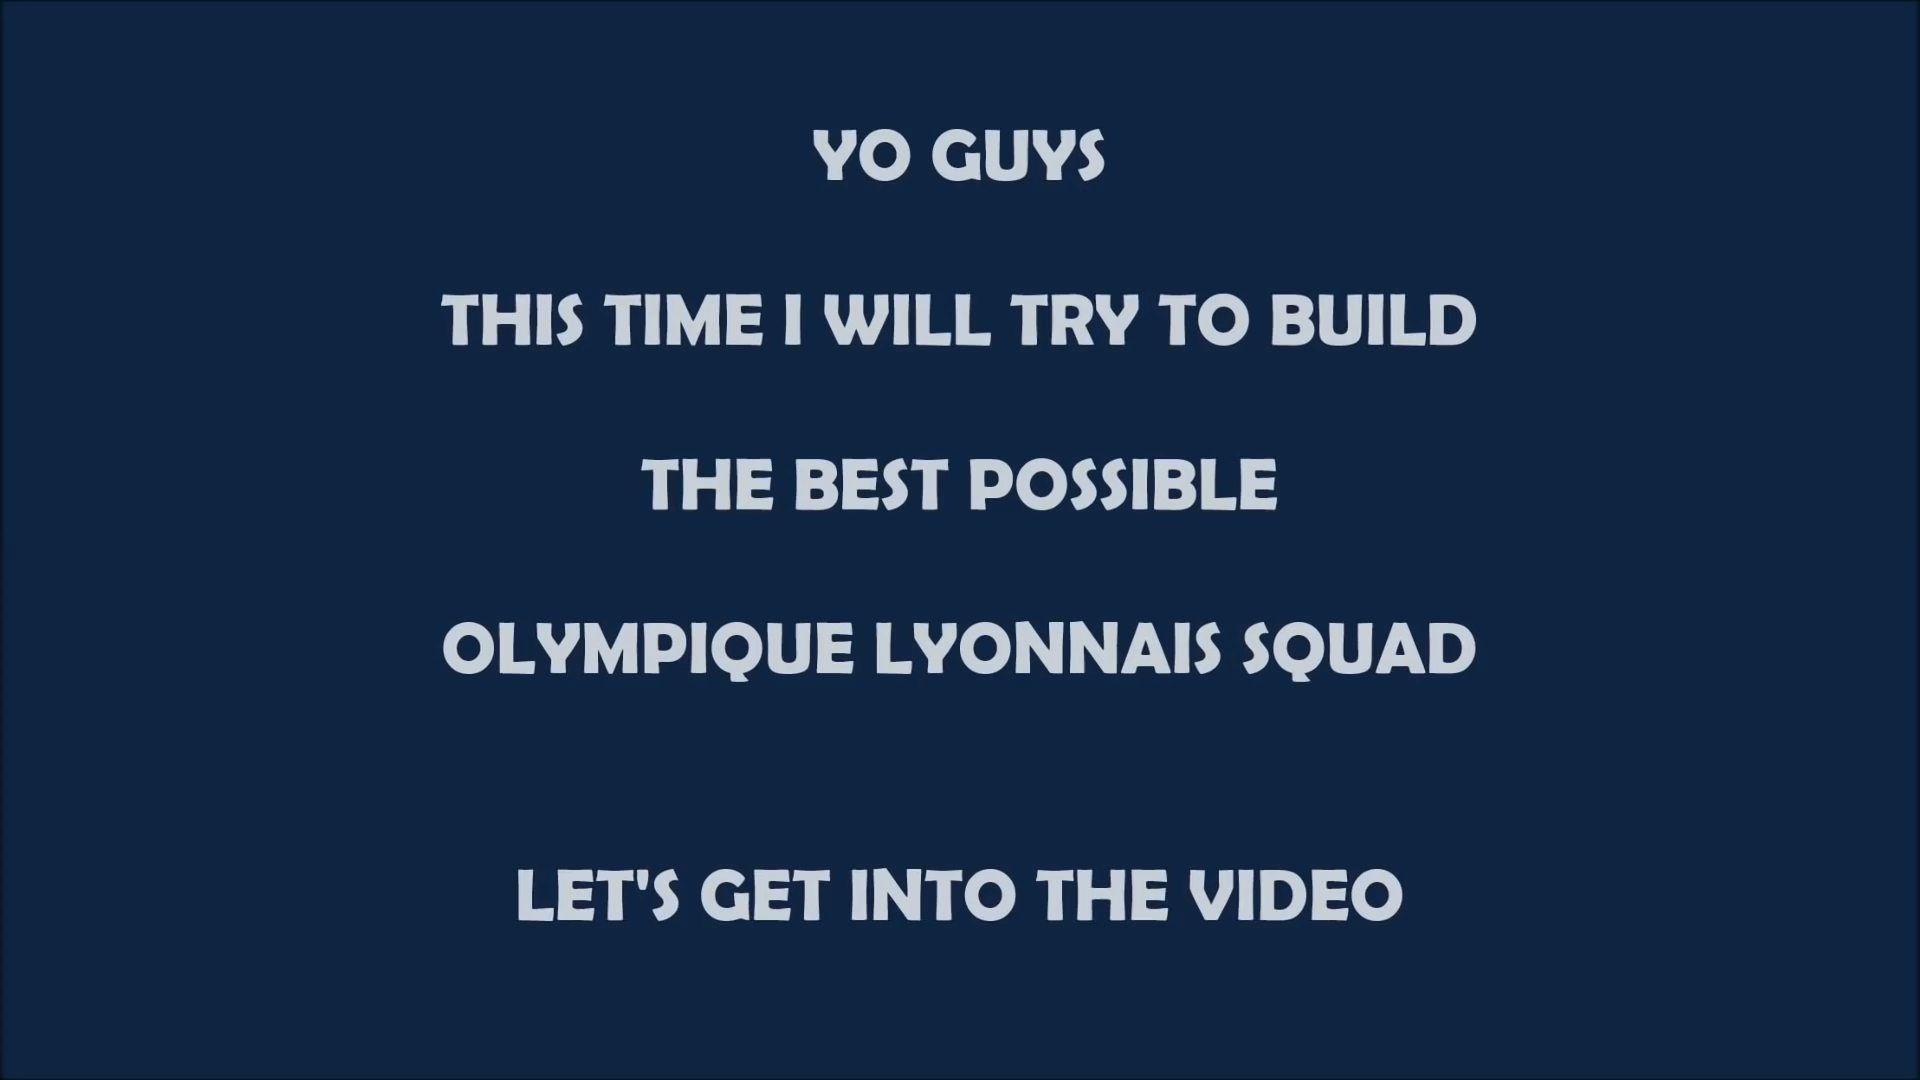 YO GUYS
THIS TIME I WILL TRY TO BUILD
THE BEST POSSIBLE
OLYMPIQUE LYONNAIS SQUAD
LET'S GET INTO THE VIDEO